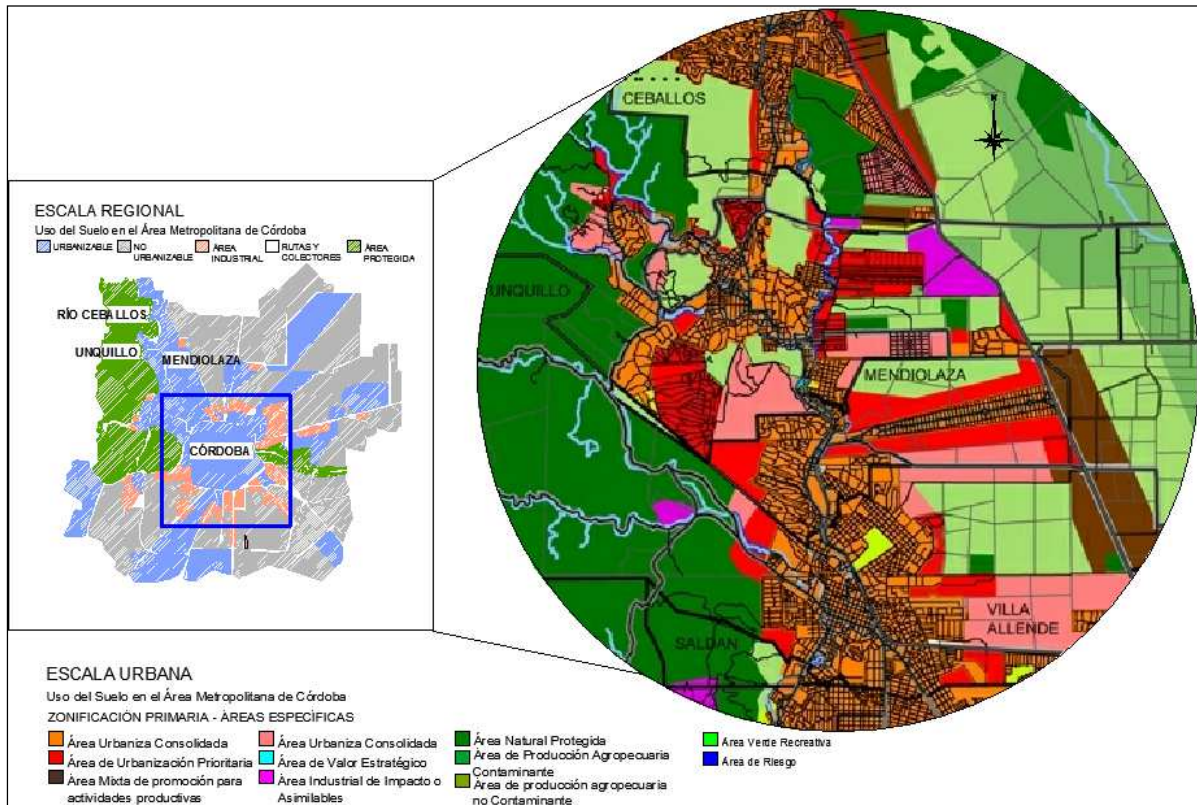 ESCALA REGIONAL
Uso del Suelo en el Área Metropolitana de Córdoba
URBANIZABLE
NO
URBANIZABLE
ÁREA
INDUSTRIAL
RUTAS Y
COLECTORES
ÁREA
PROTEGIDA
RÍO CEBALLOS
UNQUILLO
MENDIOLAZA
CÓRDOBA
CEBALLOS
UNQUILLO
MENDIOLAZA
VILLA
ALLENDE
SALDAN
ESCALA URBANA
Uso del Suelo en el Área Metropolitana de Córdoba
ZONIFICACIÓN PRIMARIA - ÁREAS ESPECÍFICAS
Área Urbaniza Consolidada
Área de Urbanización Prioritaria
Área Mixta de promoción para
actividades productivas
Área Urbaniza Consolidada
Área de Valor Estratégico
Área Industrial de Impacto o
Asimilables
Área Natural Protegida
Área de Producción Agropecuaria
Contaminante
Área de producción agropecuaria
no Contaminante
Área Verde Recreativa
Área de Riesgo